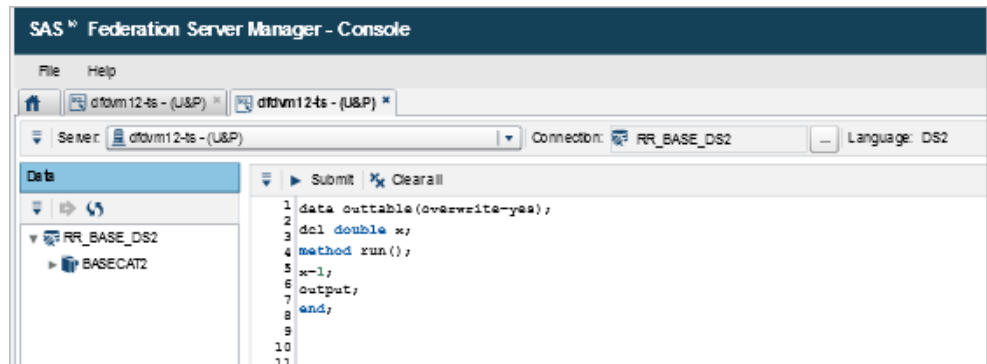 SAS® Federation Server Manager - Console
File Help
dfdvm12-ts - (U&P) × dfdvm12-ts - (U&P) ×
Server: dfdvm12-ts - (U&P) Connection: RR_BASE_DS2 ... Language: DS2
Data
Submit Clear all
RR_BASE_DS2
BASECAT2
1 data outtable(overwrite=yes);
2
3 dcl double x;
4 method run();
5 x=1;
6 output;
7
8 end;
9
10
11